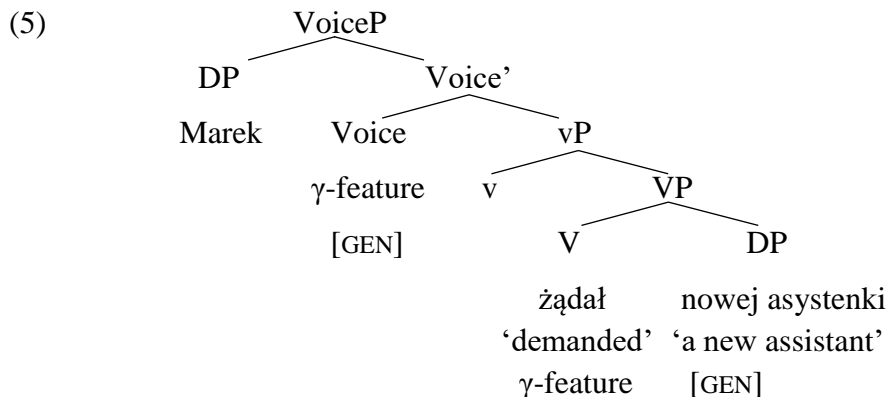 (5) VoiceP
DP Voice’
Marek Voice vP
γ-feature v VP
[GEN] V DP
żądał nowej asystenki
‘demanded’ ‘a new assistant’
γ-feature [GEN]